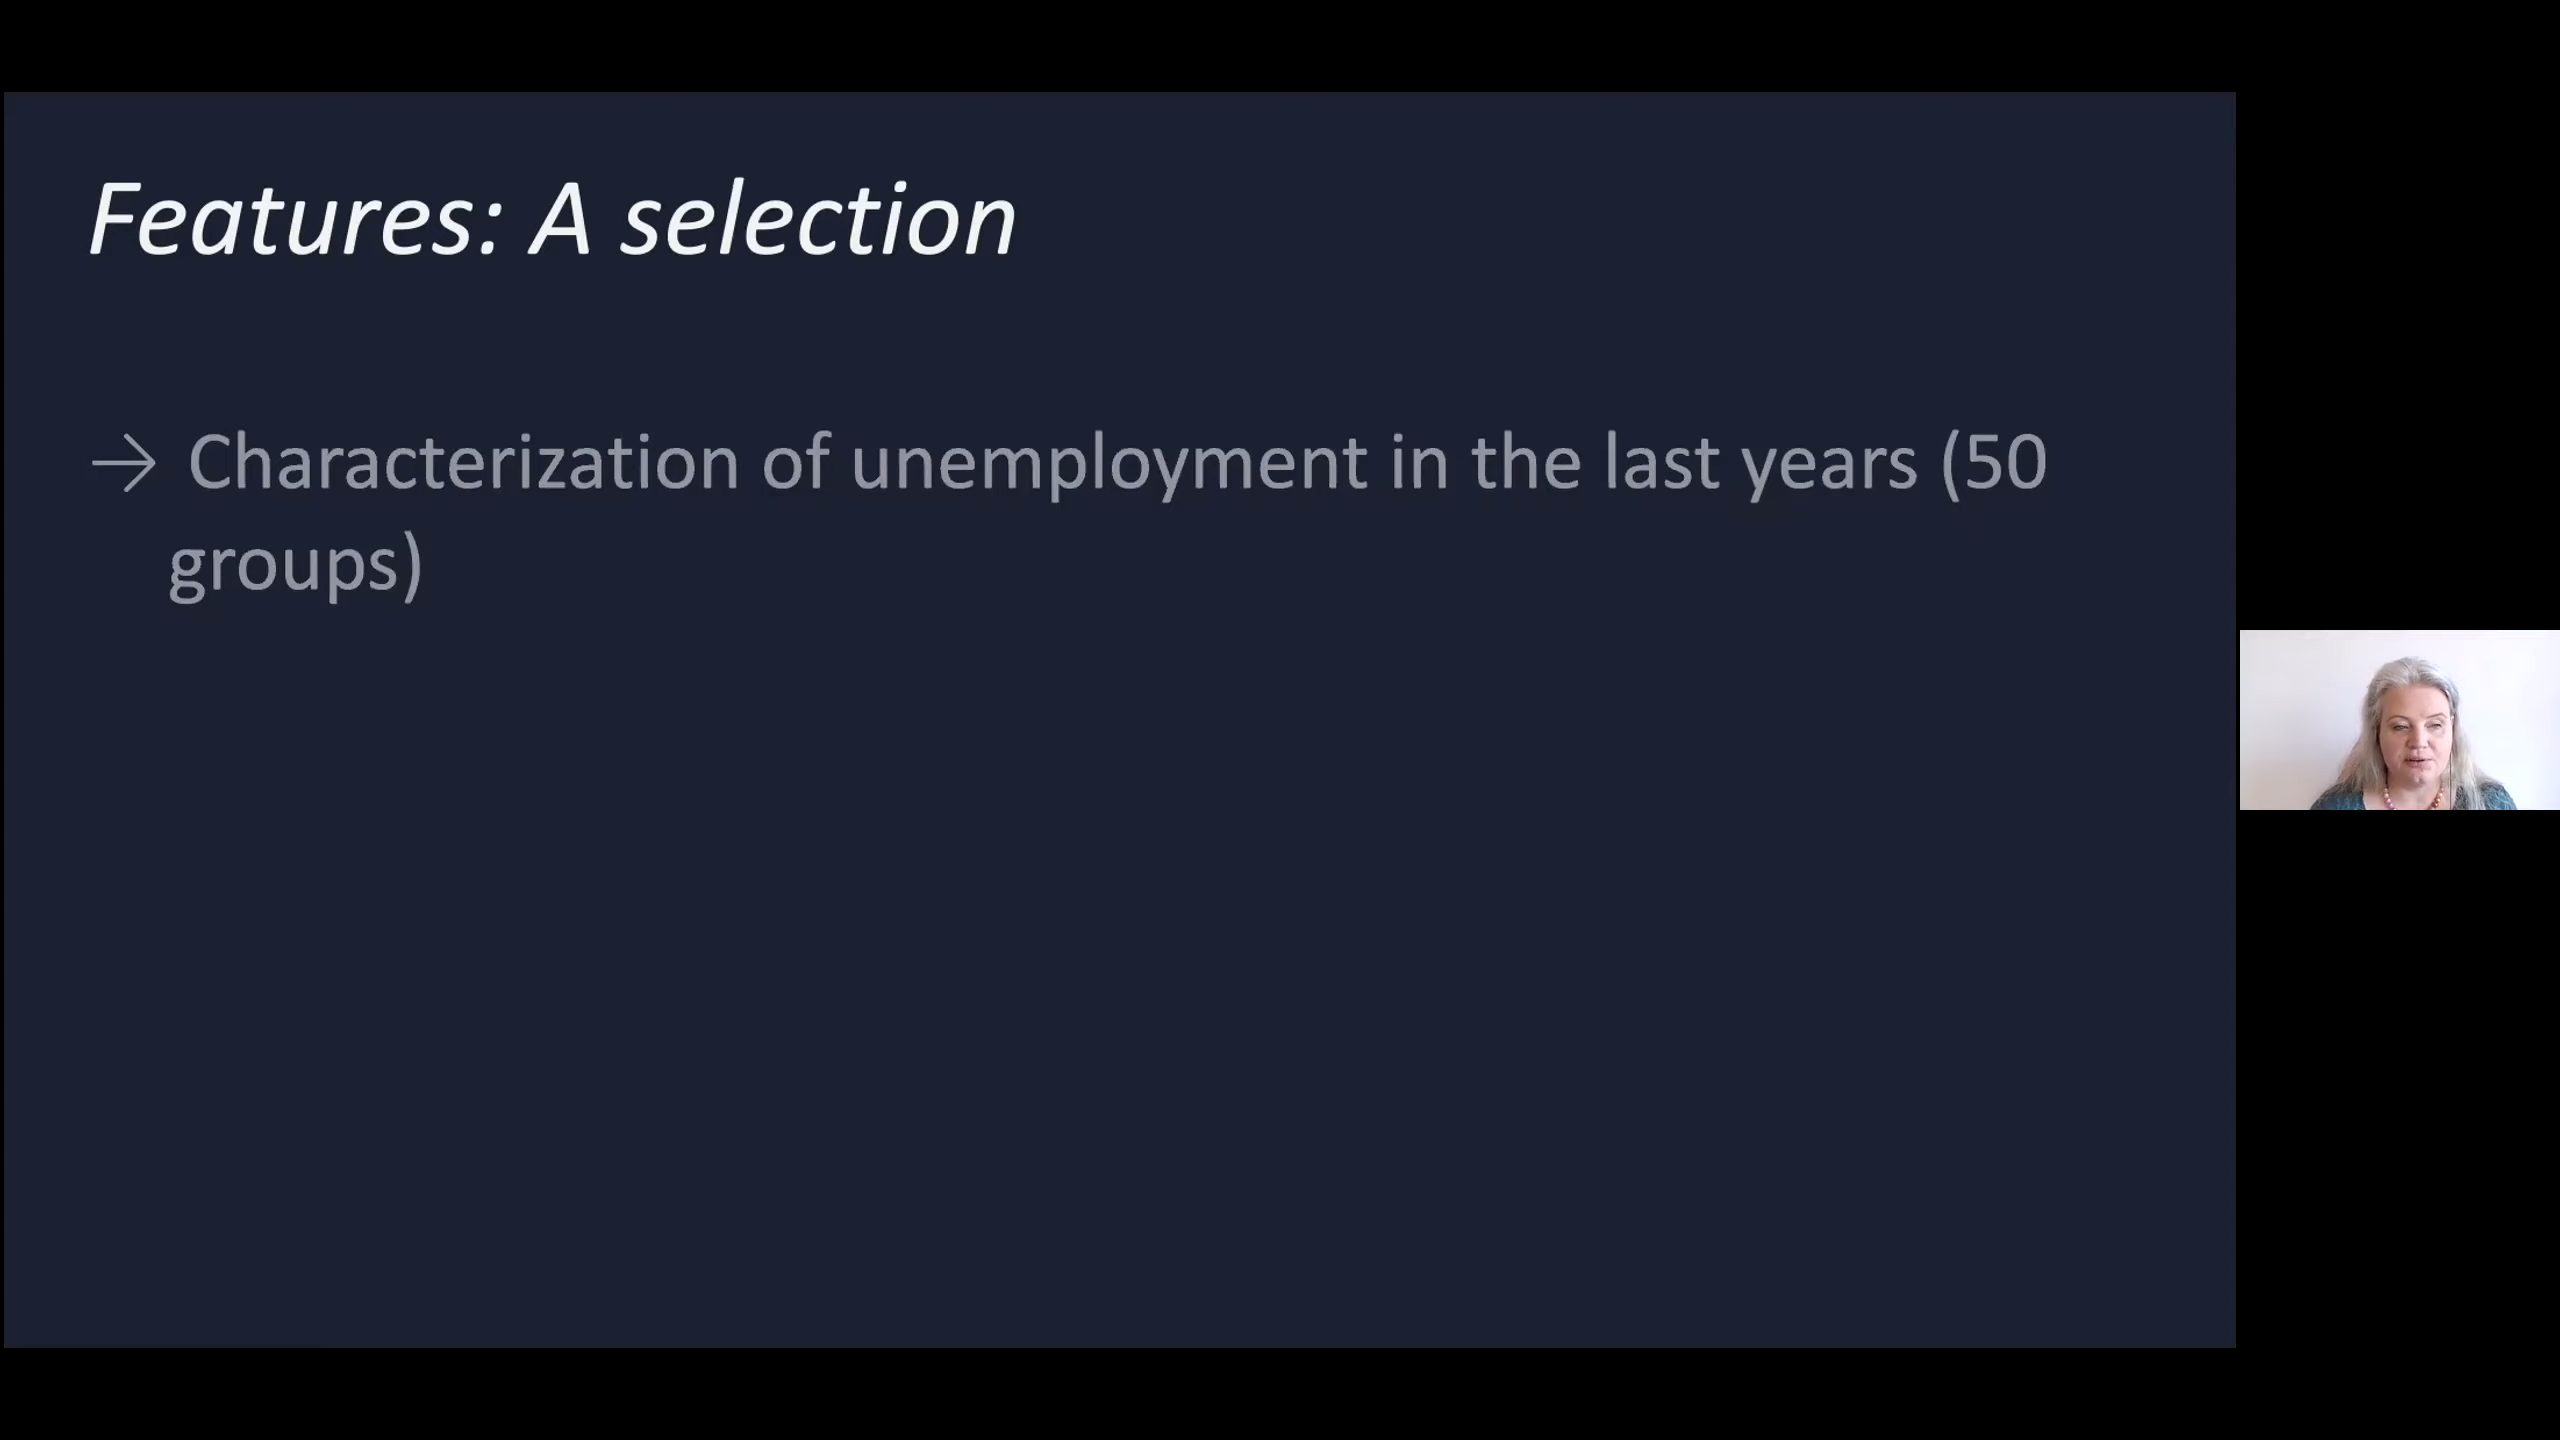 Features: A selection
→ Characterization of unemployment in the last years (50
groups)